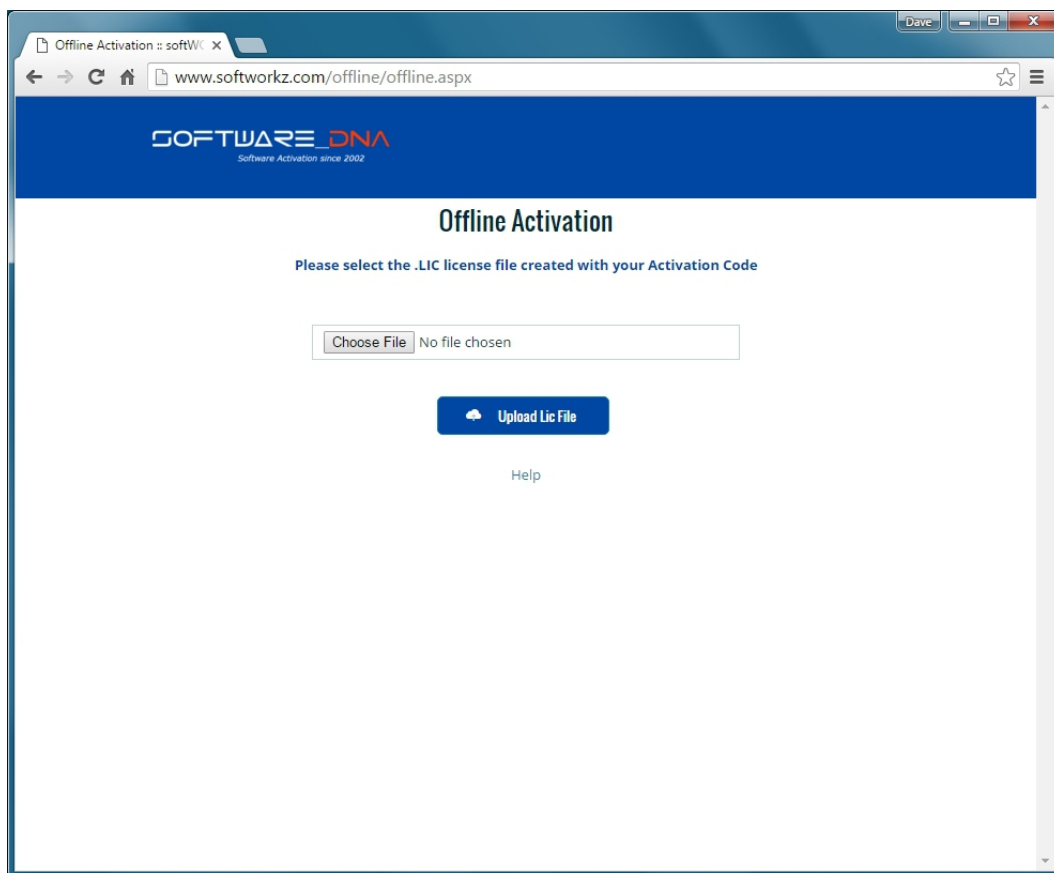 Dave
Offline Activation :: softWO
www.softworkz.com/offline/offline.aspx
SOFTWARE_DNA
Software Activation since 2002
Offline Activation
Please select the .LIC license file created with your Activation Code
Choose File No file chosen
Upload Lic File
Help